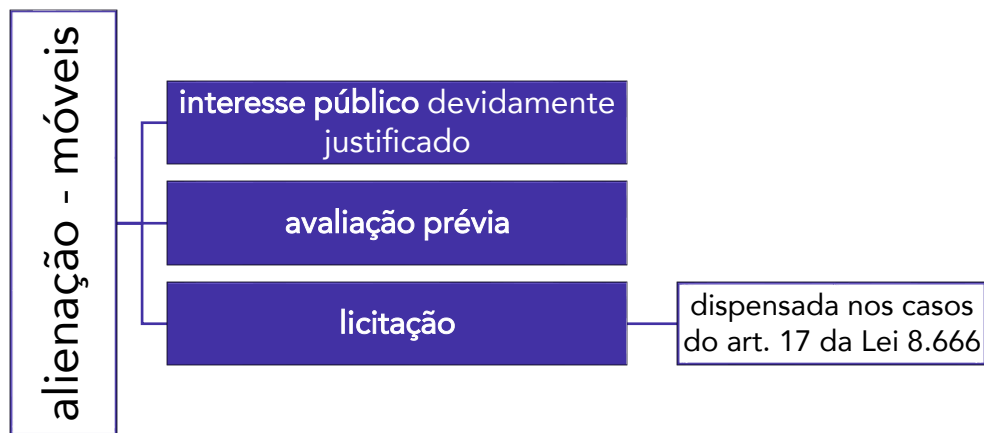 alienação - móveis
interesse público devidamente
justificado
avaliação prévia
licitação
dispensada nos casos
do art. 17 da Lei 8.666